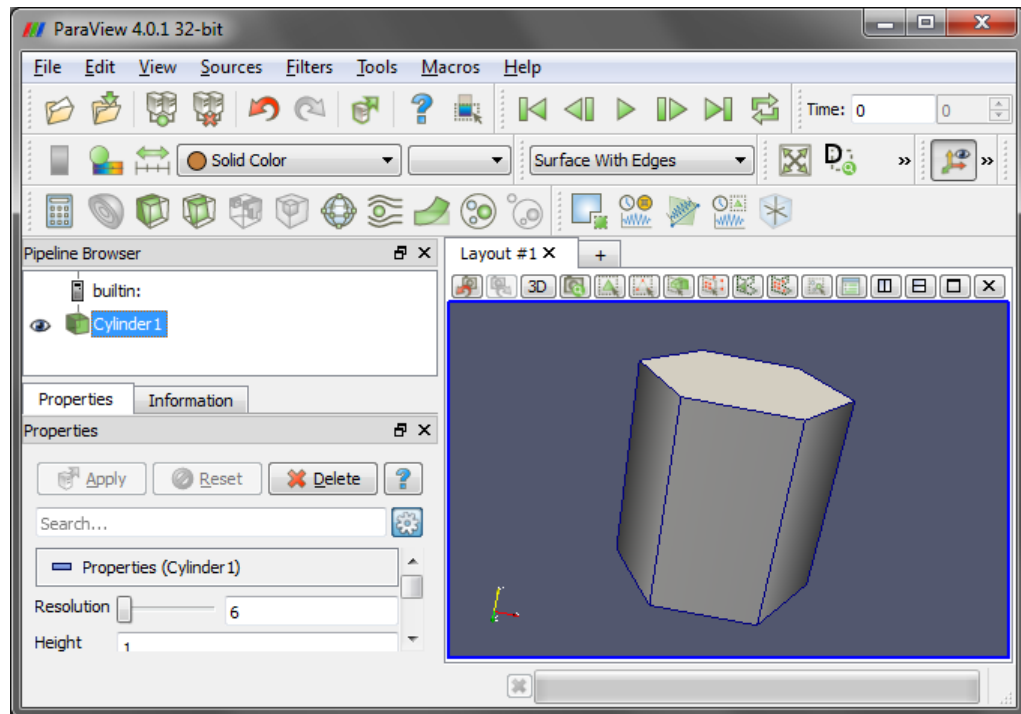 ParaView 4.0.1 32-bit
File Edit View Sources Filters Tools Macros Help
? Time: 0 0
Solid Color Surface With Edges D: » »
Pipeline Browser
Layout #1 X +
builtin:
3D
Cylinder1
Properties Information
Properties
Apply Reset Delete ?
Search...
Properties (Cylinder1)
Resolution 6
Height 1